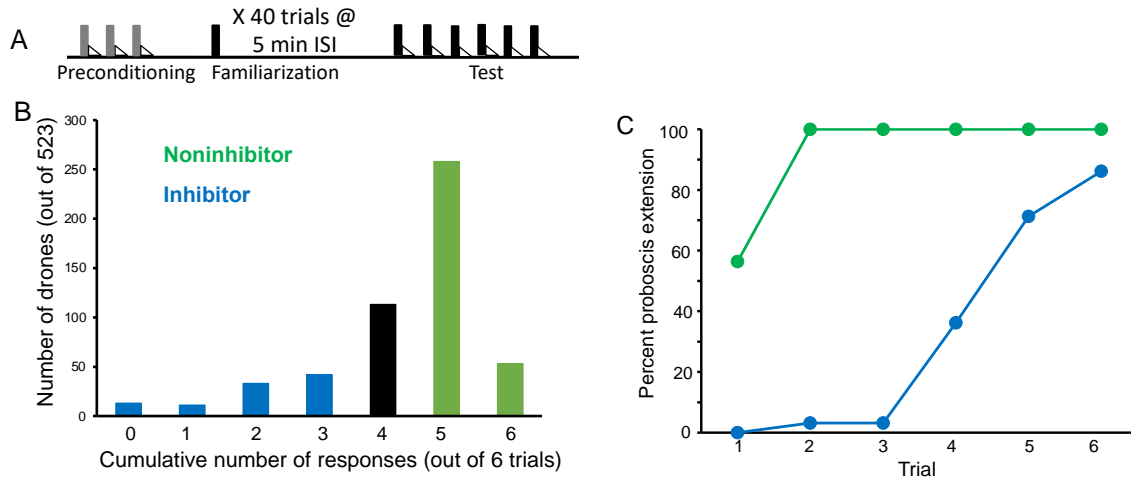 A
X 40 trials @
5 min ISI
Preconditioning
Familiarization
Test
B
300
250
200
150
100
50
0
Number of drones (out of 523)
Noninhibitor
Inhibitor
0 1 2 3 4 5 6
Cumulative number of responses (out of 6 trials)
C
100
80
60
40
20
0
Percent proboscis extension
1 2 3 4 5 6
Trial